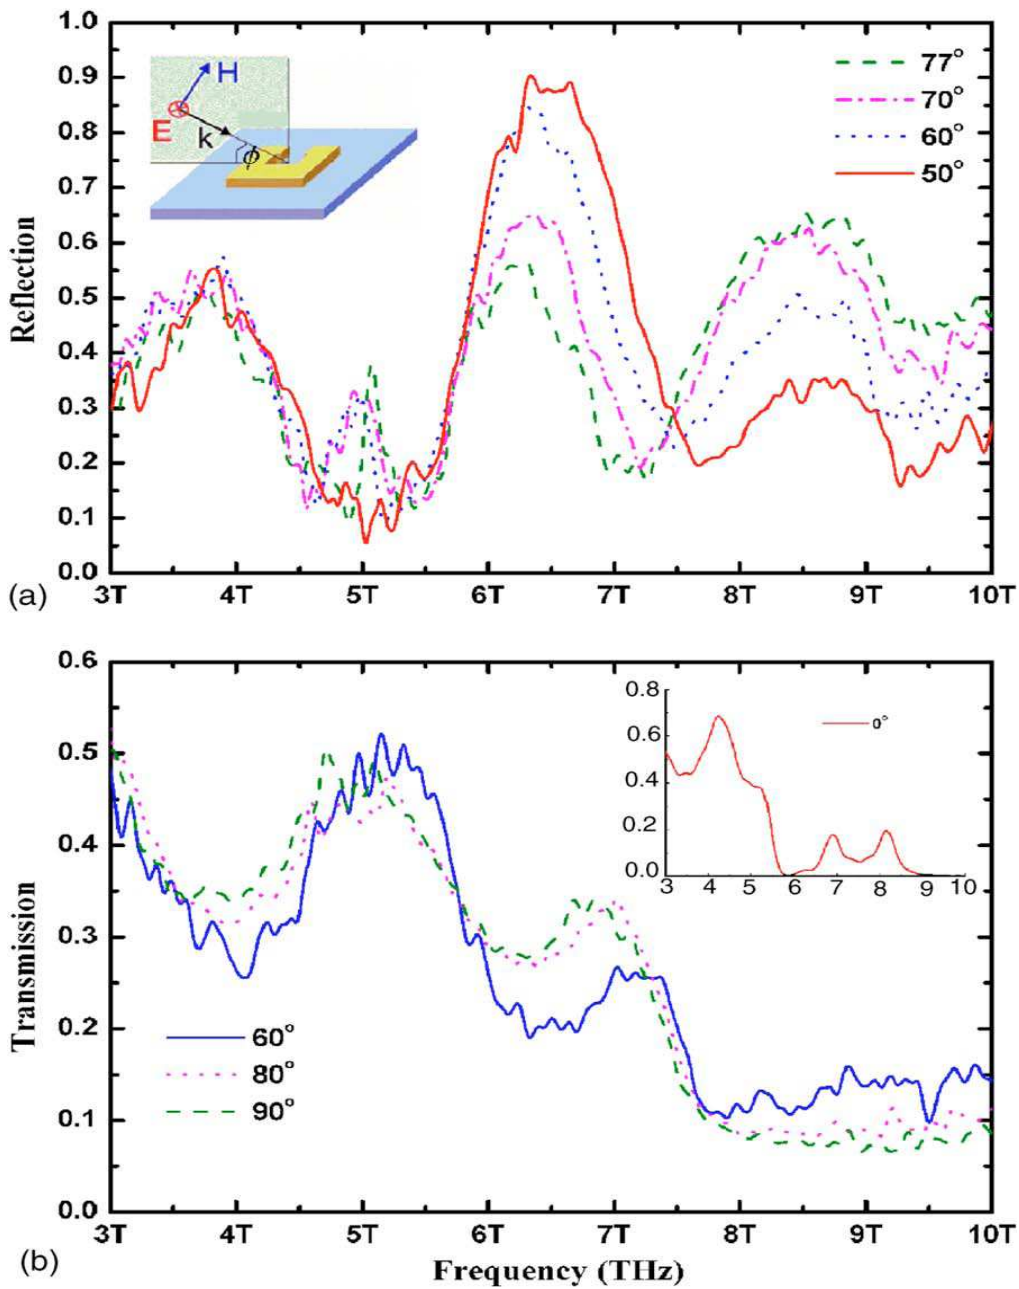 1.0
0.9
0.8
0.7
0.6
0.5
0.4
0.3
0.2
0.1
0.0
Reflection
H
E
k
ϕ
77°
70°
60°
50°
(a)
3T 4T 5T 6T 7T 8T 9T 10T
0.6
0.5
0.4
0.3
0.2
0.1
0.0
Transmission
0.8
0.6
0.4
0.2
0.0
0°
3 4 5 6 7 8 9 10
60°
80°
90°
3T 4T 5T 6T 7T 8T 9T 10T
(b)
Frequency (THz)